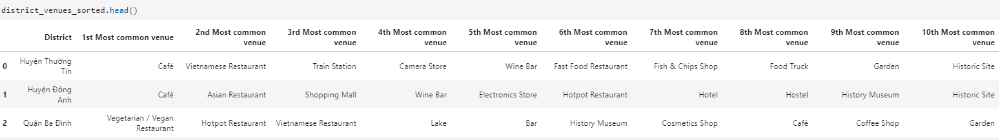 district_venues_sorted.head()
District 1st Most common venue 2nd Most common venue 3rd Most common venue 4th Most common venue 5th Most common venue 6th Most common venue 7th Most common venue 8th Most common venue 9th Most common venue 10th Most common venue
0 Huyện Thường Tín Café Vietnamese Restaurant Train Station Camera Store Wine Bar Fast Food Restaurant Fish & Chips Shop Food Truck Garden Historic Site
1 Huyện Đông Anh Café Asian Restaurant Shopping Mall Wine Bar Electronics Store Hotpot Restaurant Hotel Hostel History Museum Historic Site
2 Quận Ba Đình Vegetarian / Vegan Restaurant Hotpot Restaurant Vietnamese Restaurant Lake Bar History Museum Cosmetics Shop Café Coffee Shop Garden